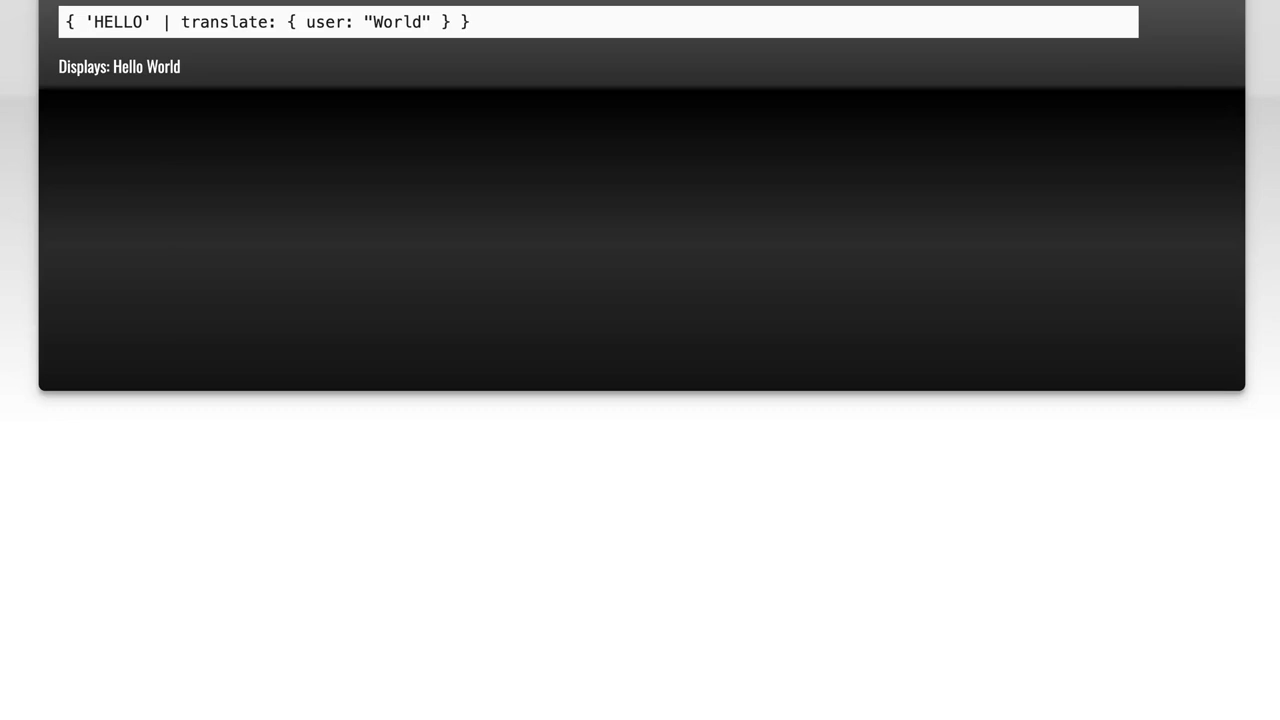 { 'HELLO' | translate: { user: "World" } }
Displays: Hello World